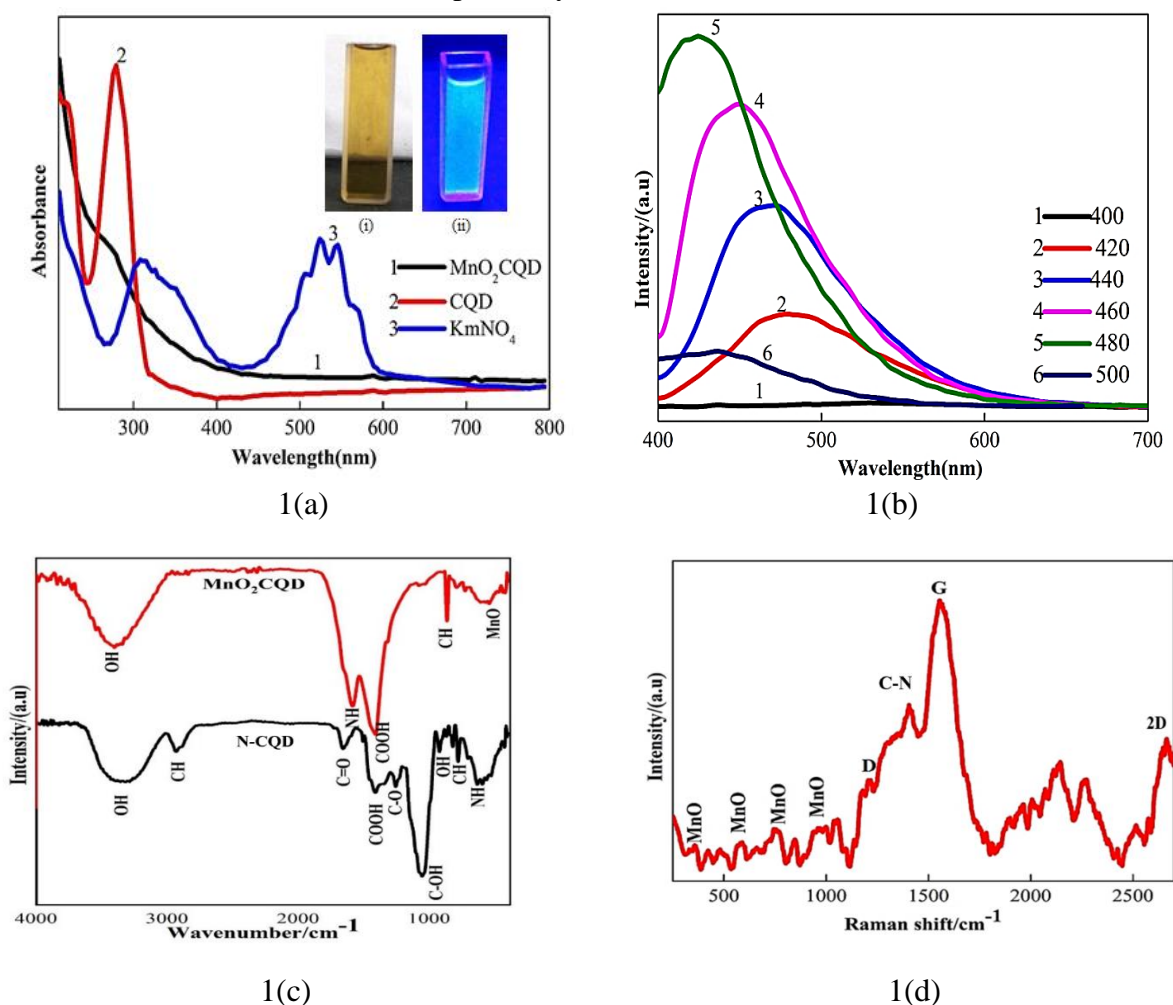 Absorbance
2
3
1
(i)
(ii)
1 MnO2CQD
2 CQD
3 KmNO4
300 400 500 600 700 800
Wavelength(nm)
1(a)
Intensity/(a.u)
5
4
3
2
6
1
1 400
2 420
3 440
4 460
5 480
6 500
400 500 600 700
Wavelength(nm)
1(b)
Intensity/(a.u)
MnO2CQD
OH
NH
COOH
CH
MnO
N-CQD
OH
CH
C=O
COOH
C-O
C-OH
OH
CH
NH
4000 3000 2000 1000
Wavenumber/cm-1
1(c)
Intensity/(a.u)
MnO
MnO
MnO
MnO
D
C-N
G
2D
500 1000 1500 2000 2500
Raman shift/cm-1
1(d)